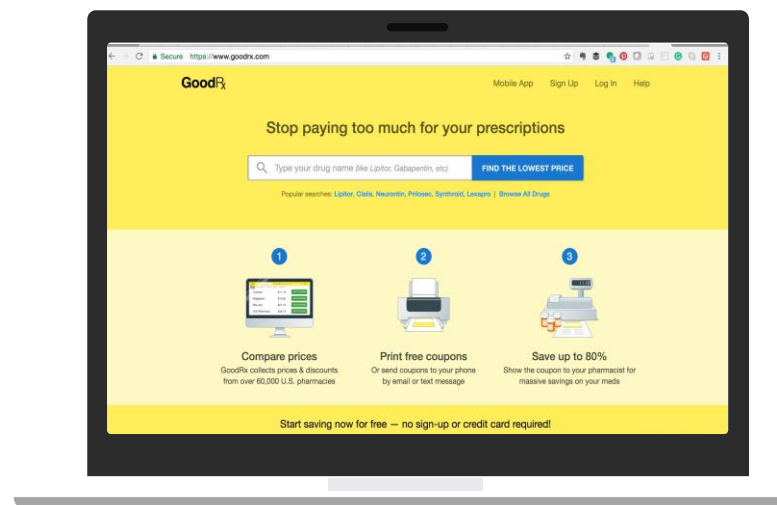 Secure https://www.goodrx.com
GoodRx
Mobile App Sign Up Log In Help
Stop paying too much for your prescriptions
Type your drug name (like Lipitor, Gabapentin, etc)
FIND THE LOWEST PRICE
Popular searches: Lipitor, Cialis, Neurontin, Prilosec, Synthroid, Lexapro | Browse All Drugs
1
2
3
Compare prices
GoodRx collects prices & discounts
from over 60,000 U.S. pharmacies
Print free coupons
Or send coupons to your phone
by email or text message
Save up to 80%
Show the coupon to your pharmacist for
massive savings on your meds
Start saving now for free — no sign-up or credit card required!